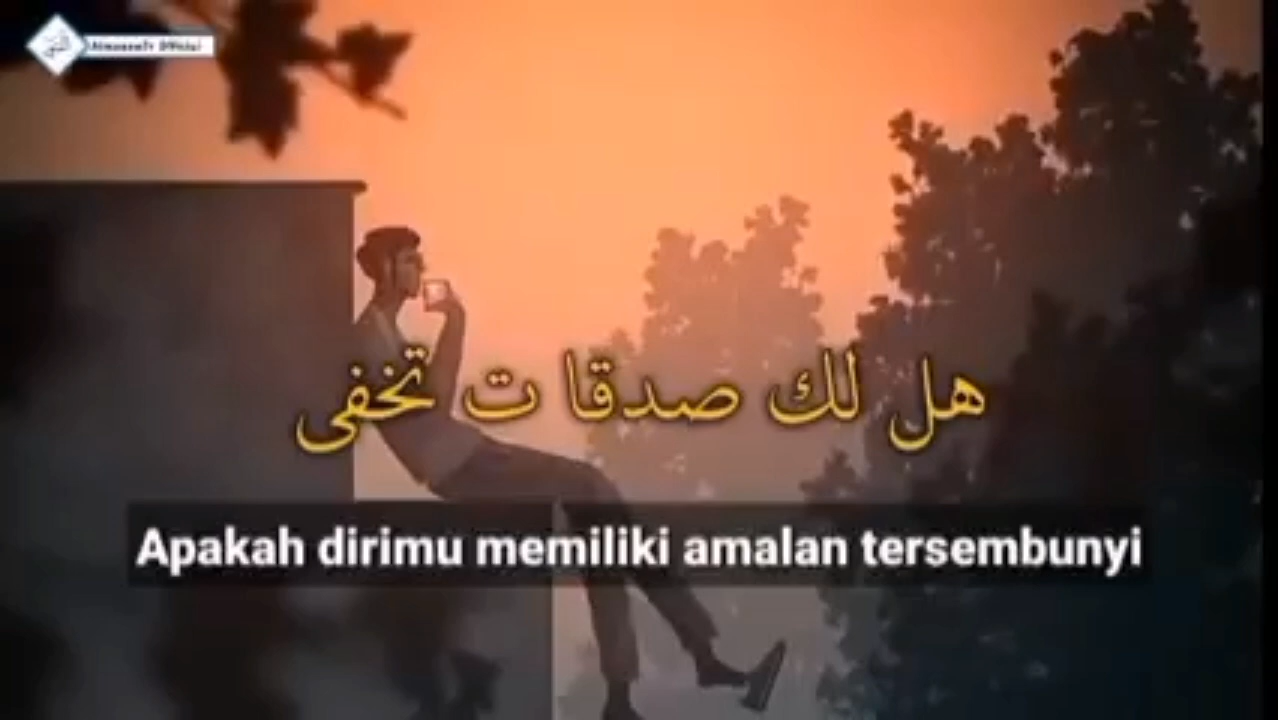 هل لك صدقا ت تخفى
Apakah dirimu memiliki amalan tersembunyi